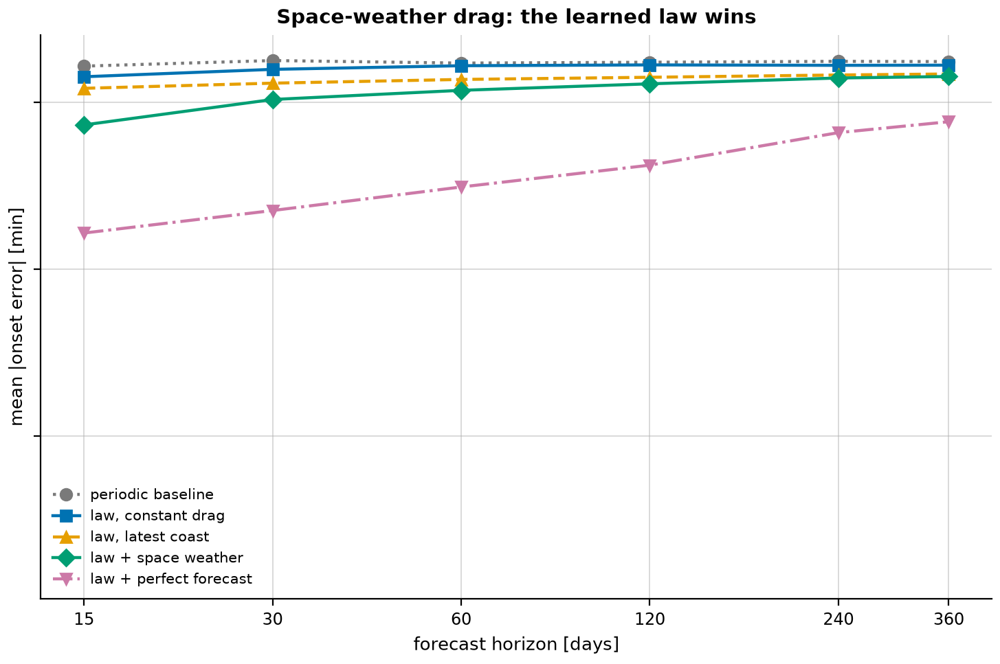 Space-weather drag: the learned law wins
mean |onset error| [min]
periodic baseline
law, constant drag
law, latest coast
law + space weather
law + perfect forecast
15 30 60 120 240 360
forecast horizon [days]